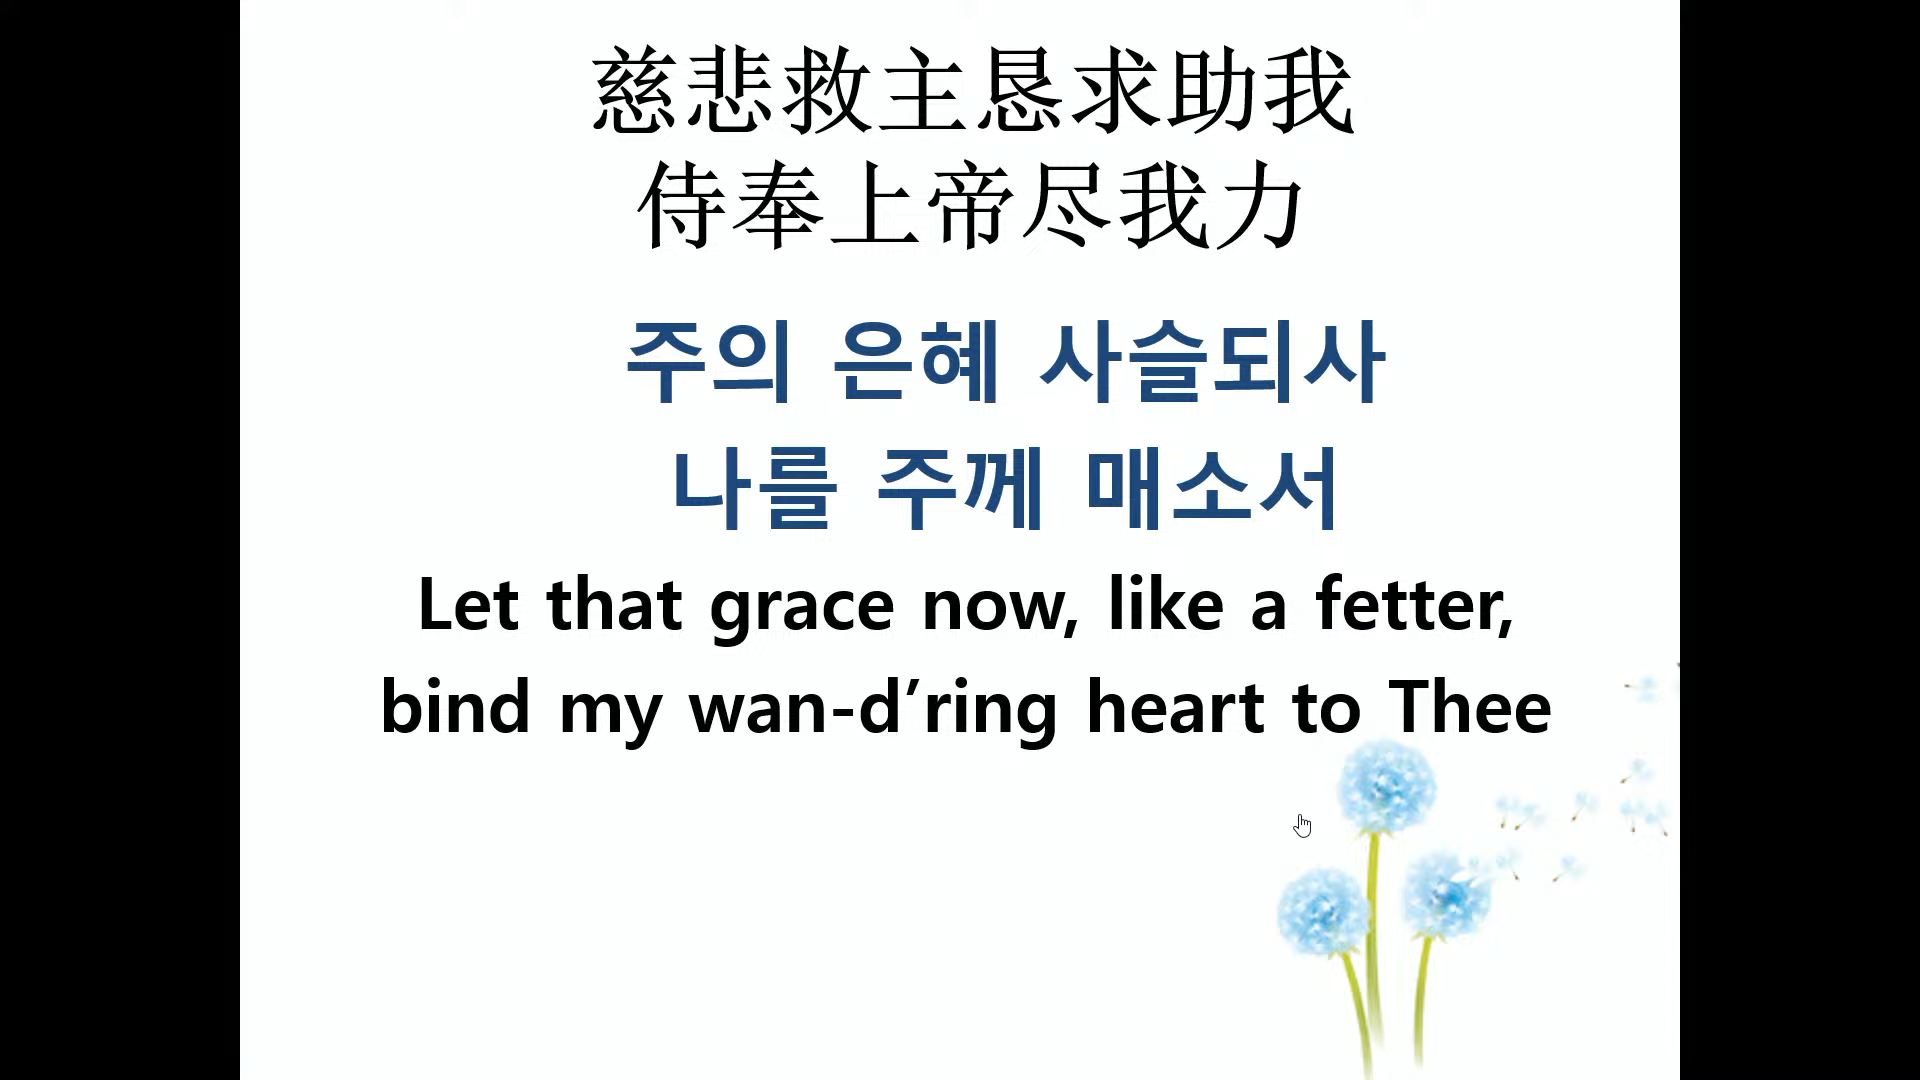 慈悲救主恳求助我
侍奉上帝尽我力
주의 은혜 사슬되사
나를 주께 매소서
Let that grace now, like a fetter,
bind my wan-d’ring heart to Thee